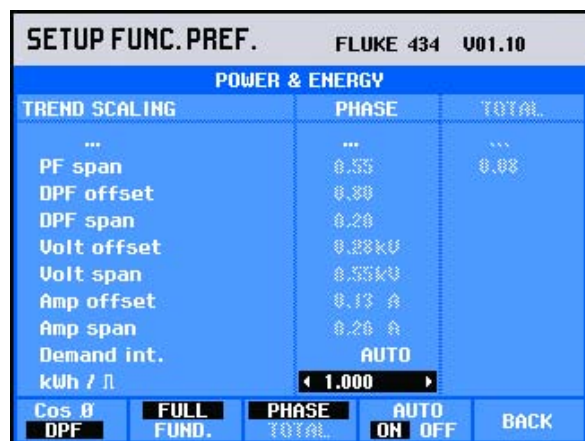 SETUP FUNC. PREF. FLUKE 434 V01.10
POWER & ENERGY
TREND SCALING PHASE TOTAL
... ... ...
PF span 0.55 0.08
DPF offset 0.80
DPF span 0.20
Volt offset 0.28kV
Volt span 0.55kV
Amp offset 0.13 A
Amp span 0.26 A
Demand int. AUTO
kWh / ⎍ 1.000
Cos Ø FULL PHASE AUTO BACK
DPF FUND. TOTAL ON OFF